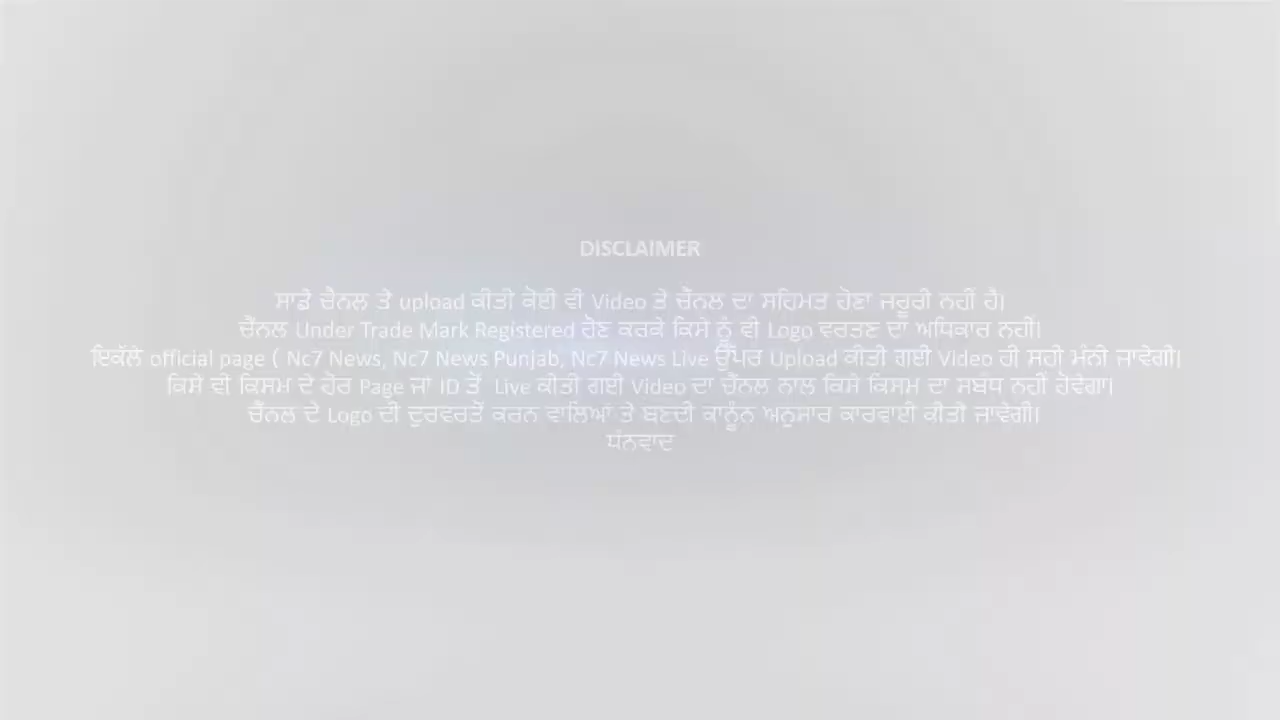 DISCLAIMER
ਸਾਡੇ ਚੈਨਲ ਤੇ upload ਕੀਤੀ ਕੋਈ ਵੀ Video ਤੇ ਚੈਂਨਲ ਦਾ ਸਹਿਮਤ ਹੋਣਾ ਜਰੂਰੀ ਨਹੀਂ ਹੈ।
ਚੈਂਨਲ Under Trade Mark Registered ਹੋਣ ਕਰਕੇ ਕਿਸੇ ਨੂੰ ਵੀ Logo ਵਰਤਣ ਦਾ ਅਧਿਕਾਰ ਨਹੀਂ।
ਇਕੱਲੇ official page ( Nc7 News, Nc7 News Punjab, Nc7 News Live ਉੱਪਰ Upload ਕੀਤੀ ਗਈ Video ਹੀ ਸਹੀ ਮੰਨੀ ਜਾਵੇਗੀ।
ਕਿਸੇ ਵੀ ਕਿਸਮ ਦੇ ਹੋਰ Page ਜਾਂ ID ਤੋਂ Live ਕੀਤੀ ਗਈ Video ਦਾ ਚੈਂਨਲ ਨਾਲ ਕਿਸੇ ਕਿਸਮ ਦਾ ਸਬੰਧ ਨਹੀਂ ਹੋਵੇਗਾ।
ਚੈਂਨਲ ਦੇ Logo ਦੀ ਦੁਰਵਰਤੋਂ ਕਰਨ ਵਾਲਿਆਂ ਤੇ ਬਣਦੀ ਕਾਨੂੰਨ ਅਨੁਸਾਰ ਕਾਰਵਾਈ ਕੀਤੀ ਜਾਵੇਗੀ।
ਧੰਨਵਾਦ